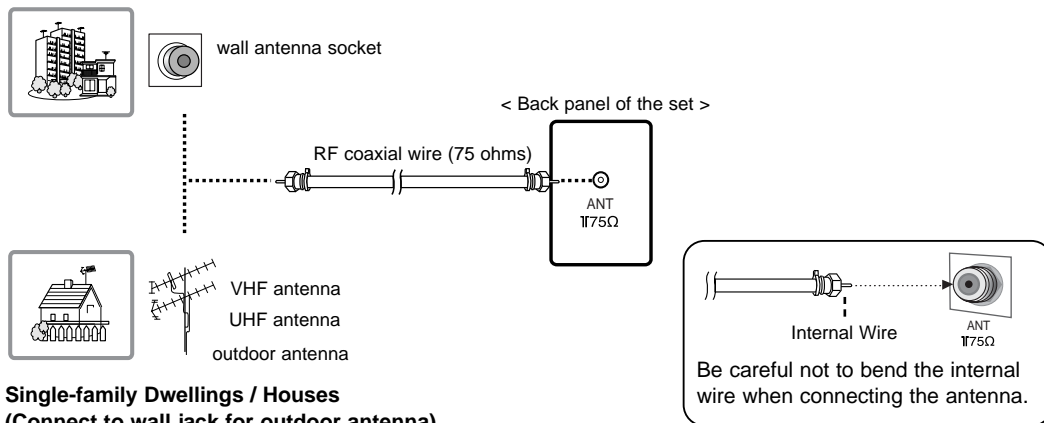 wall antenna socket
< Back panel of the set >
RF coaxial wire (75 ohms)
ANT
75Ω
VHF antenna
UHF antenna
outdoor antenna
Internal Wire
ANT
75Ω
Be careful not to bend the internal
wire when connecting the antenna.
Single-family Dwellings / Houses
(Connect to wall jack for outdoor antenna)